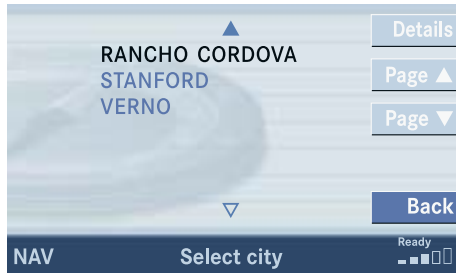 RANCHO CORDOVA
STANFORD
VERNO
Details
Page ▲
Page ▼
Back
NAV
Select city
Ready